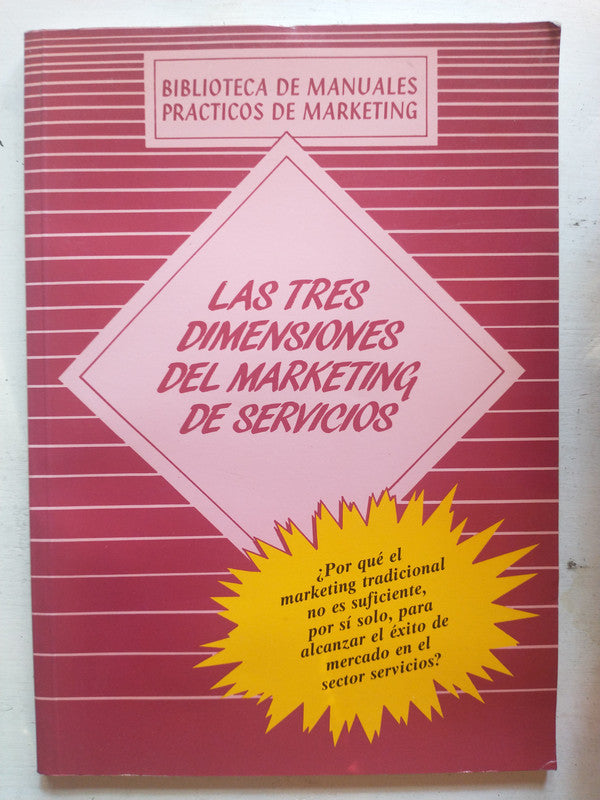 BIBLIOTECA DE MANUALES
PRACTICOS DE MARKETING
LAS TRES
DIMENSIONES
DEL MARKETING
DE SERVICIOS
¿Por qué el
marketing tradicional
no es suficiente,
por sí solo, para
alcanzar el éxito de
mercado en el
sector servicios?